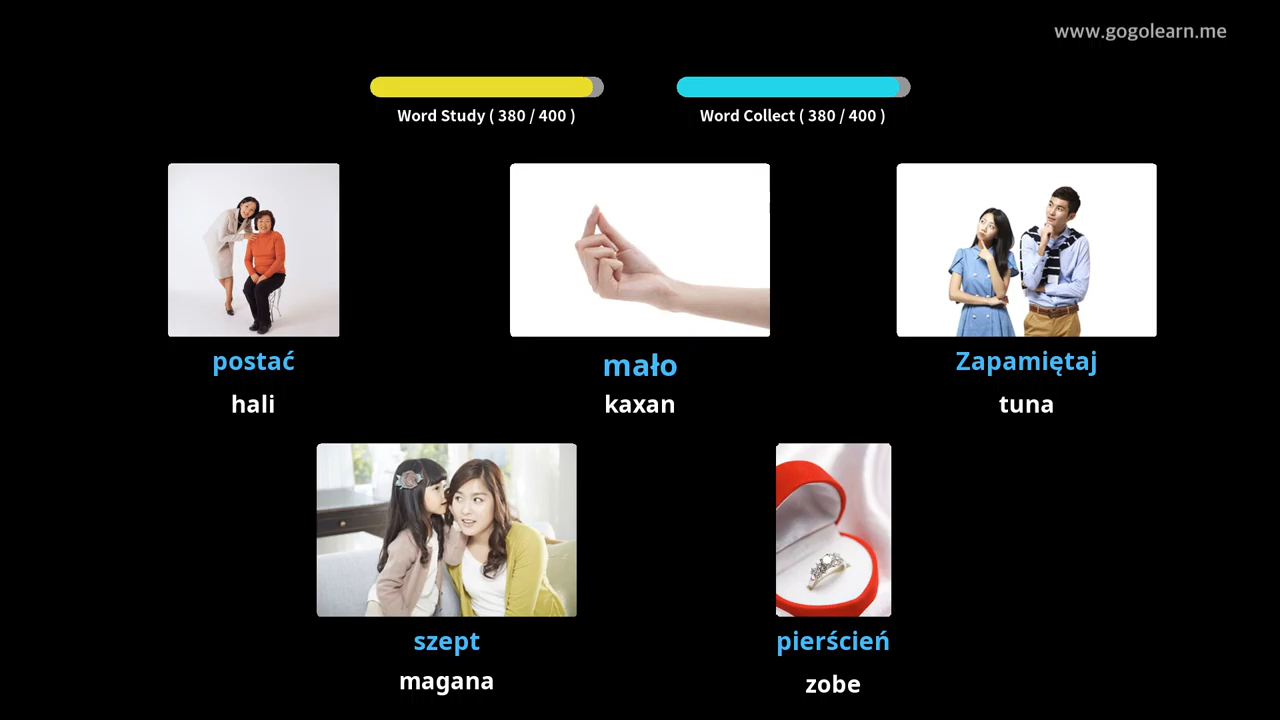 www.gogolearn.me
Word Study ( 380 / 400 )
Word Collect ( 380 / 400 )
postać
mało
Zapamiętaj
hali
kaxan
tuna
szept
pierścień
magana
zobe